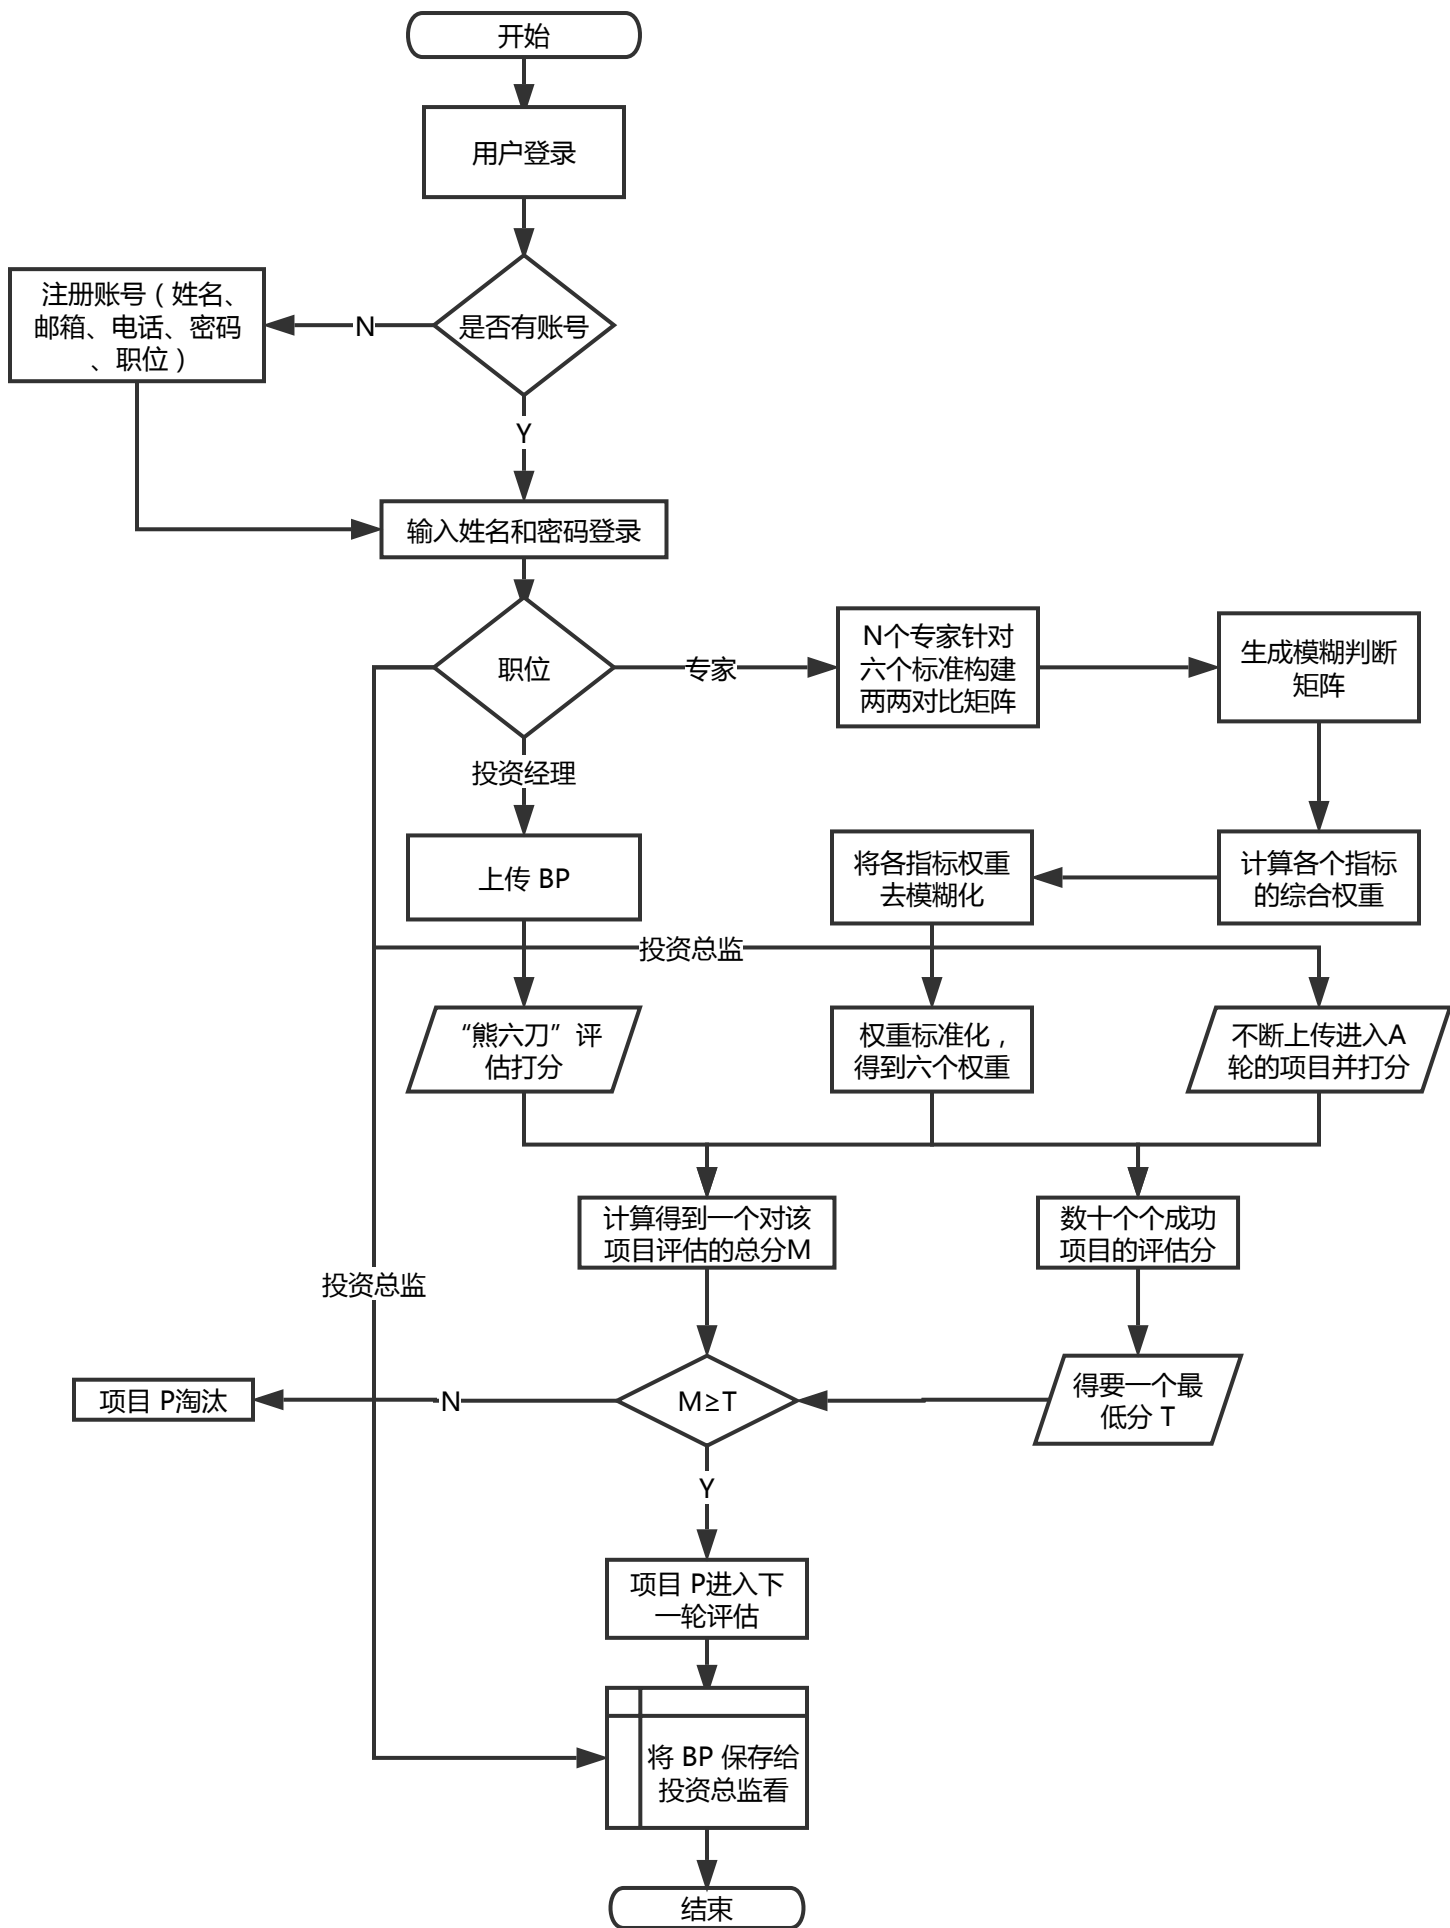 开始
用户登录
是否有账号
N
注册账号（姓名、
邮箱、电话、密码
、职位）
Y
输入姓名和密码登录
职位
专家
N个专家针对
六个标准构建
两两对比矩阵
生成模糊判断
矩阵
投资经理
上传 BP
将各指标权重
去模糊化
计算各个指标
的综合权重
投资总监
“熊六刀”评
估打分
权重标准化，
得到六个权重
不断上传进入A
轮的项目并打分
计算得到一个对该
项目评估的总分M
数十个个成功
项目的评估分
投资总监
项目 P淘汰
N
M≥T
得要一个最
低分 T
Y
项目 P进入下
一轮评估
将 BP 保存给
投资总监看
结束